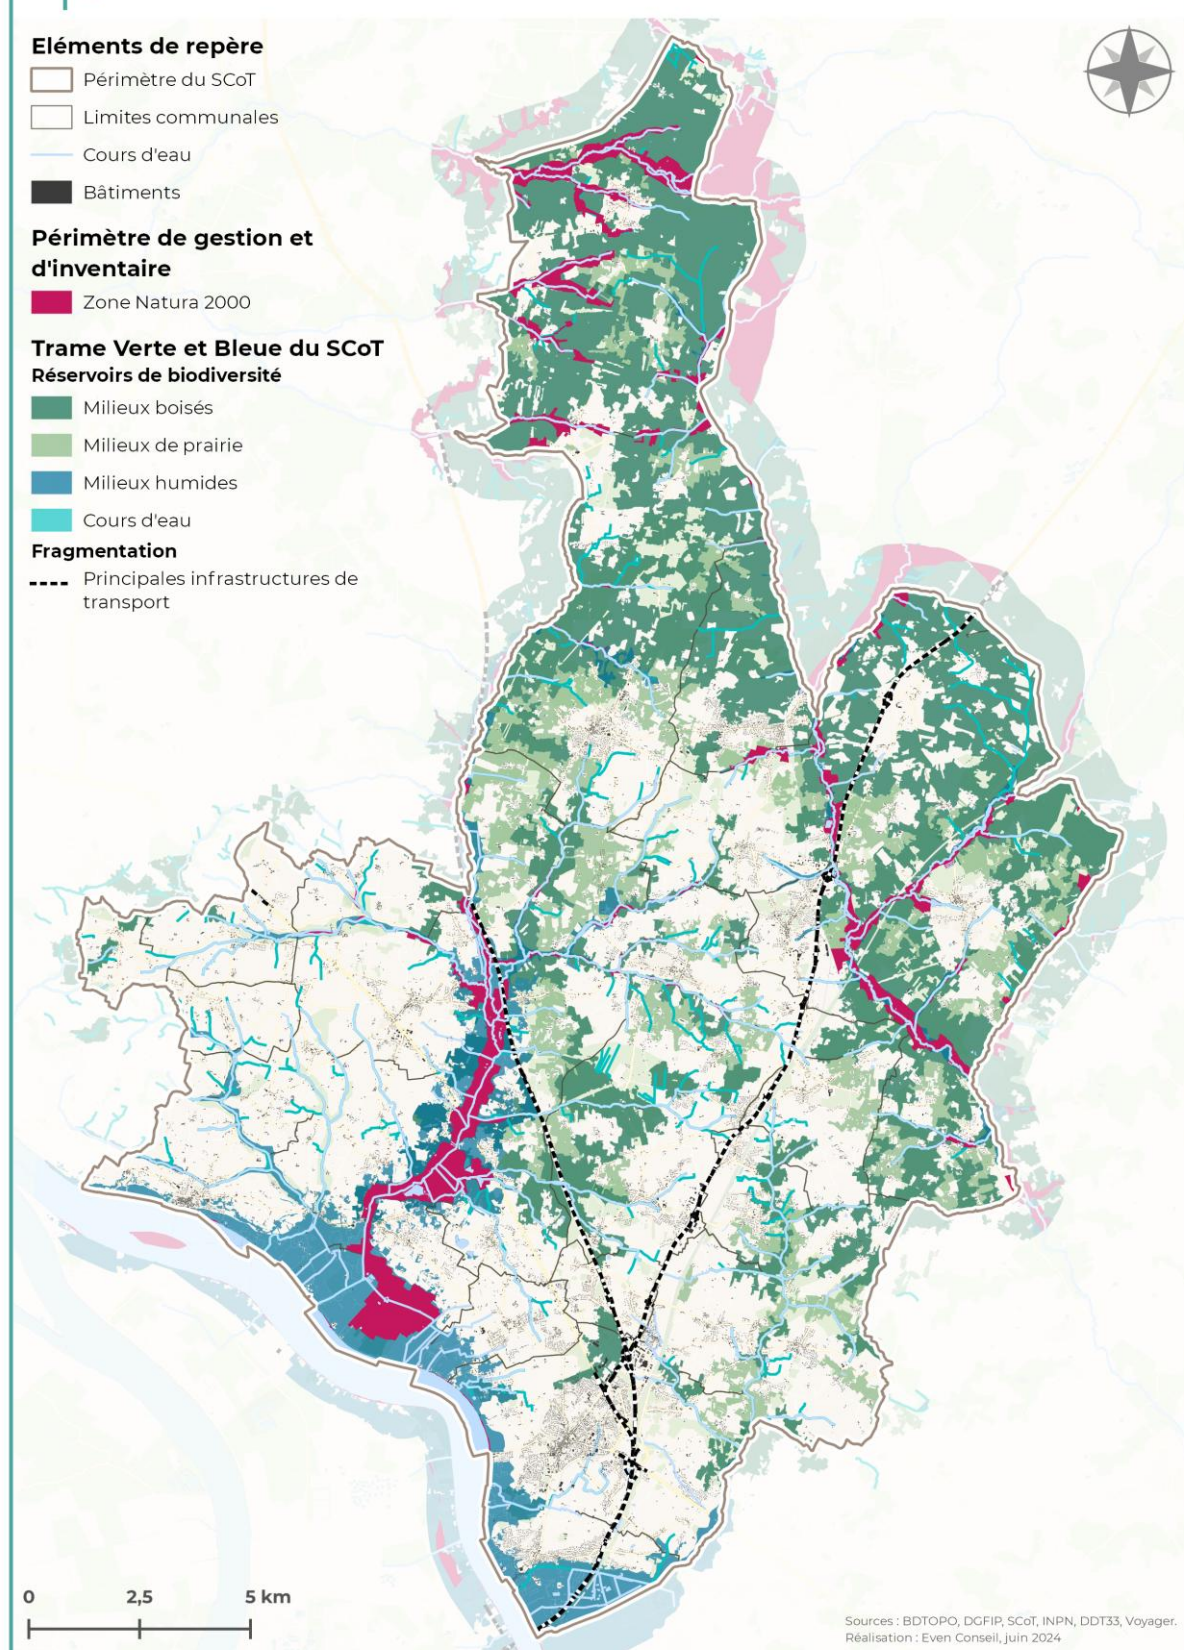 Eléments de repère
Périmètre du SCoT
Limites communales
Cours d'eau
Bâtiments
Périmètre de gestion et
d'inventaire
Zone Natura 2000
Trame Verte et Bleue du SCoT
Réservoirs de biodiversité
Milieux boisés
Milieux de prairie
Milieux humides
Cours d'eau
Fragmentation
Principales infrastructures de
transport
0 2,5 5 km
Sources : BDTOPO, DGFIP, SCoT, INPN, DDT33, Voyager.
Réalisation : Even Conseil, juin 2024